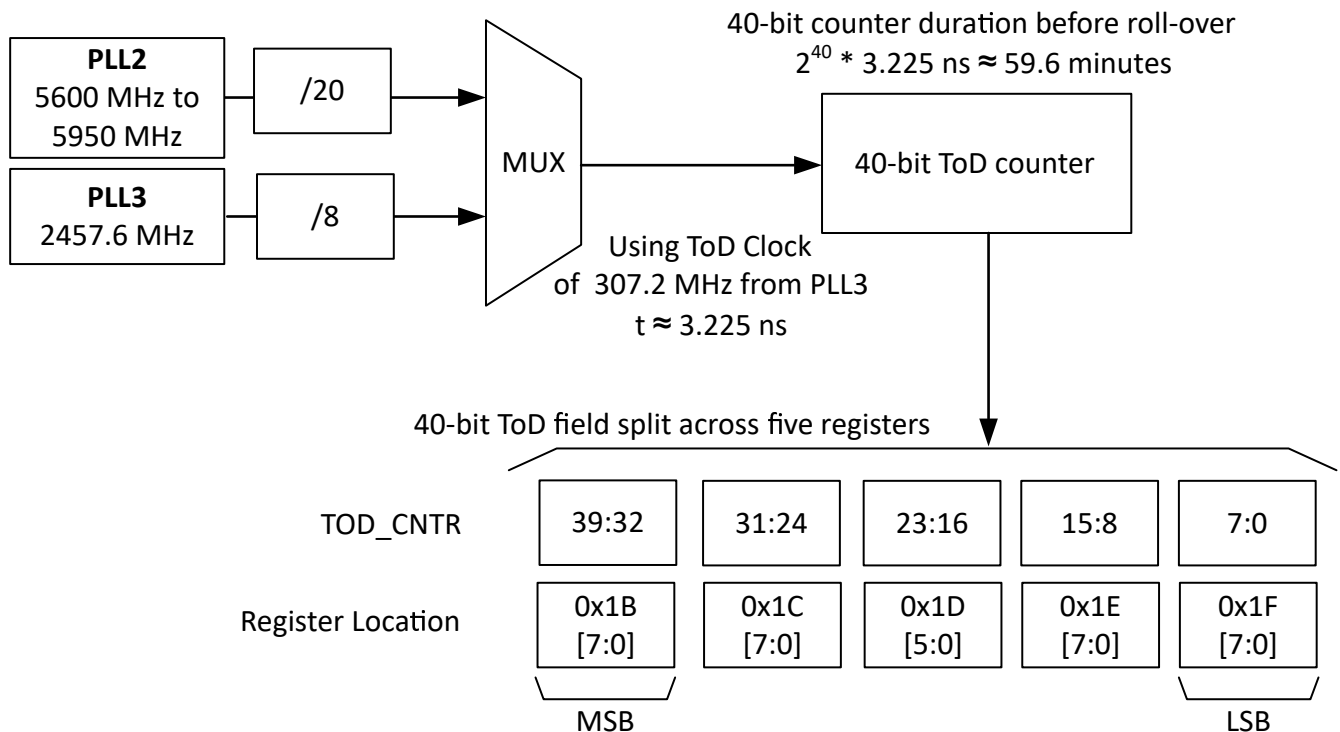 PLL2
5600 MHz to
5950 MHz
/20
PLL3
2457.6 MHz
/8
MUX
40-bit counter duration before roll-over
2^40 * 3.225 ns ≈ 59.6 minutes
40-bit ToD counter
Using ToD Clock
of 307.2 MHz from PLL3
t ≈ 3.225 ns
40-bit ToD field split across five registers
TOD_CNTR
39:32
31:24
23:16
15:8
7:0
Register Location
0x1B
[7:0]
0x1C
[7:0]
0x1D
[5:0]
0x1E
[7:0]
0x1F
[7:0]
MSB
LSB